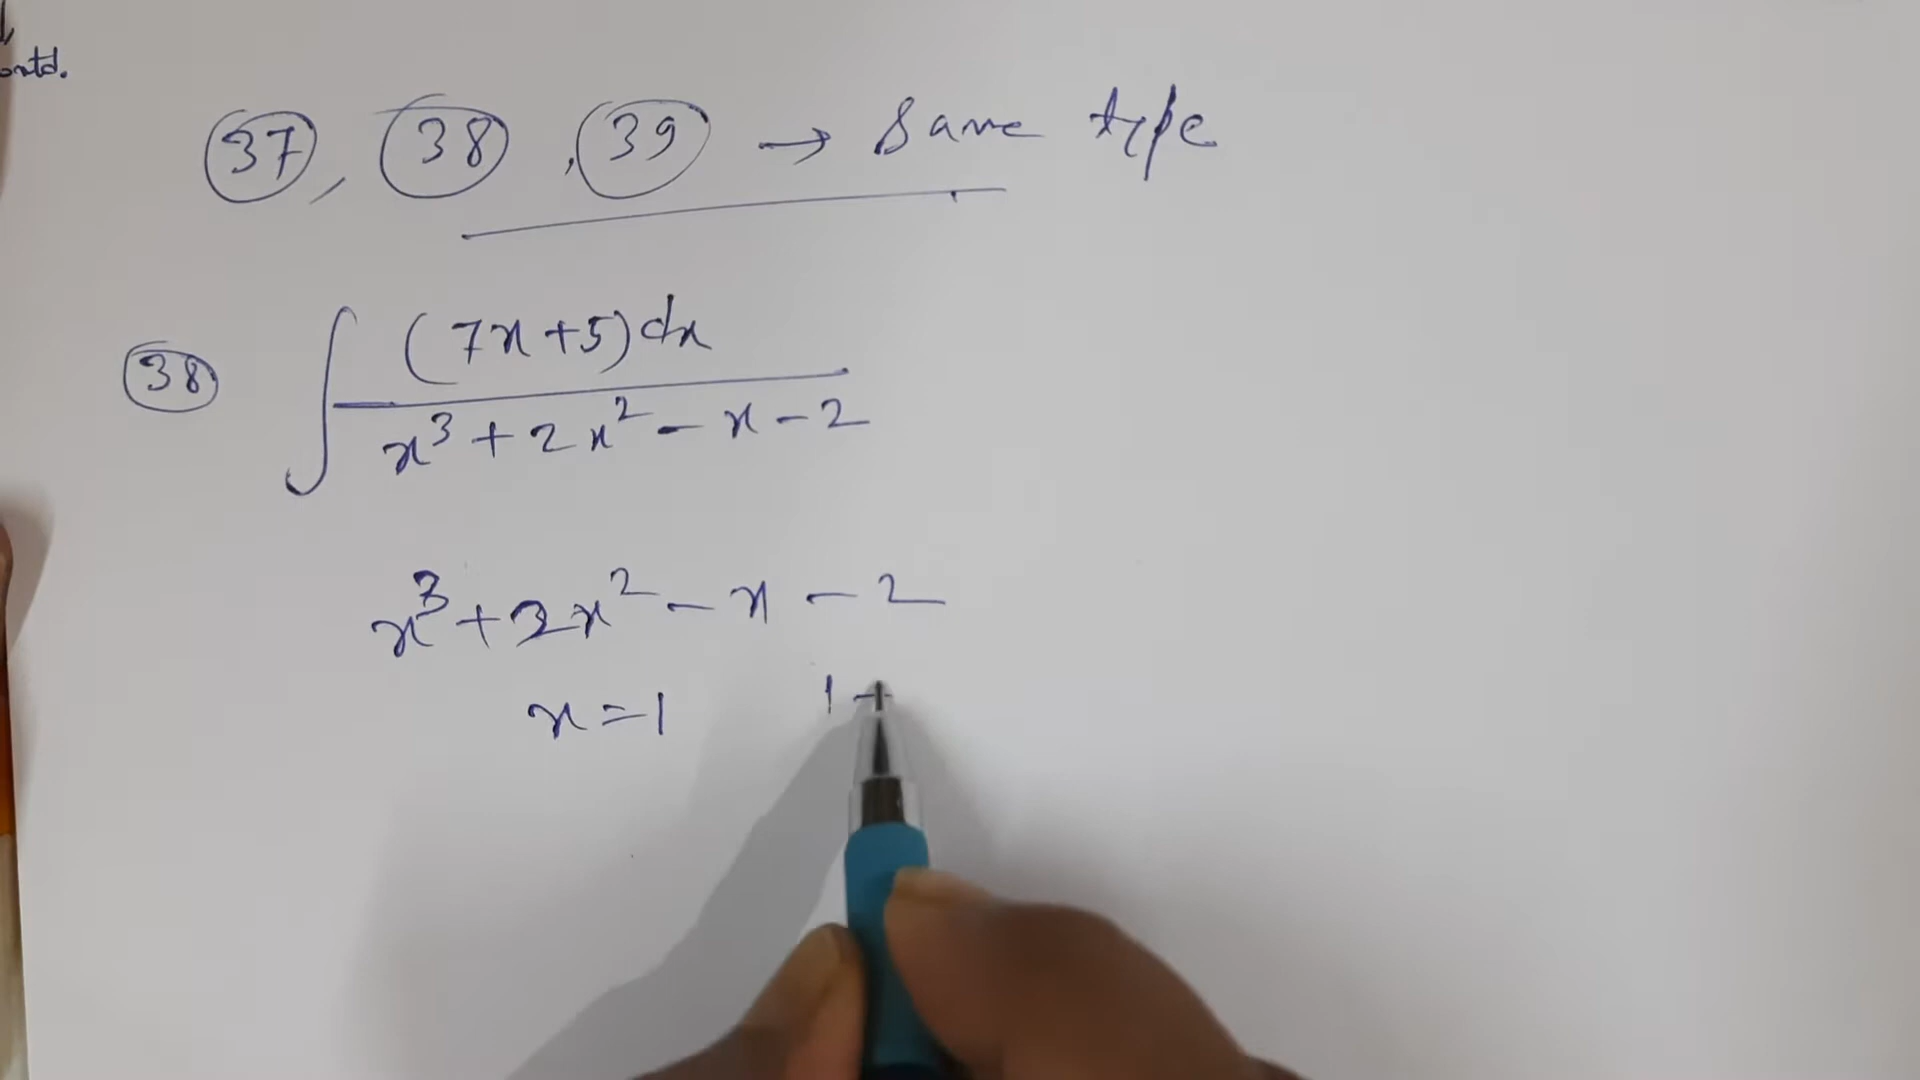 ontd.
37, 38, 39 → Same type
38 ∫ (7x+5)dx / x³+2x²-x-2
x³+2x²-x-2
x=1 1+